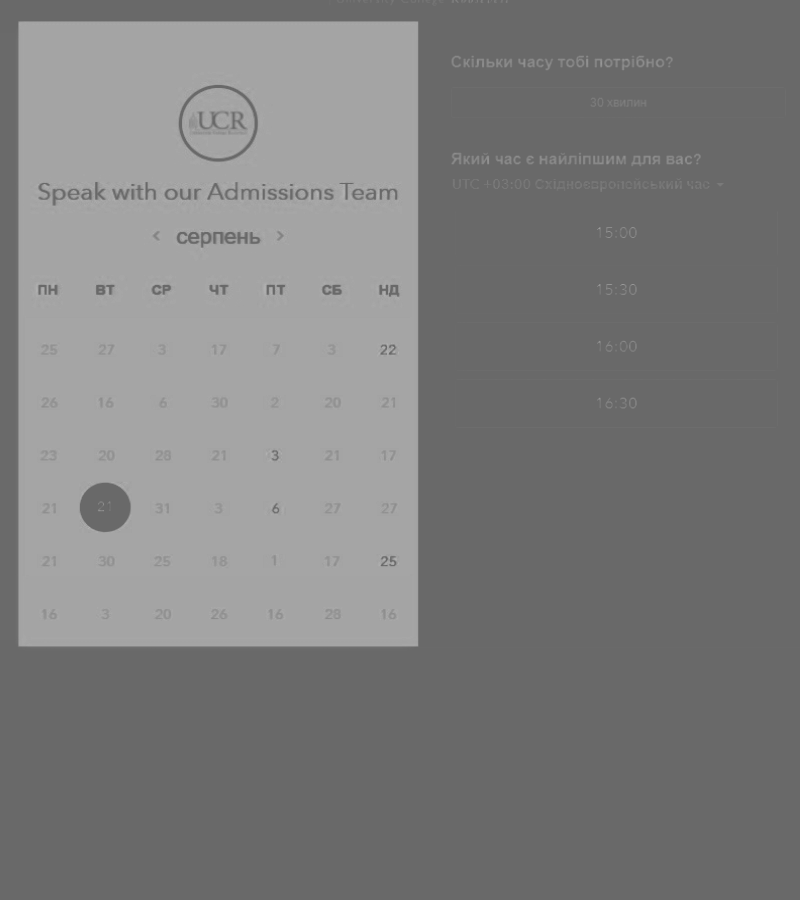 UCR
Speak with our Admissions Team
серпень
ПН ВТ СР ЧТ ПТ СБ НД
25 27 3 17 7 3 22
26 16 6 30 2 20 21
23 20 28 21 3 21 17
21 21 31 3 6 27 27
21 30 25 18 1 17 25
16 3 20 26 16 28 16
Скільки часу тобі потрібно?
30 хвилин
Який час є найліпшим для вас?
UTC +03:00 Східноєвропейський час
15:00
15:30
16:00
16:30